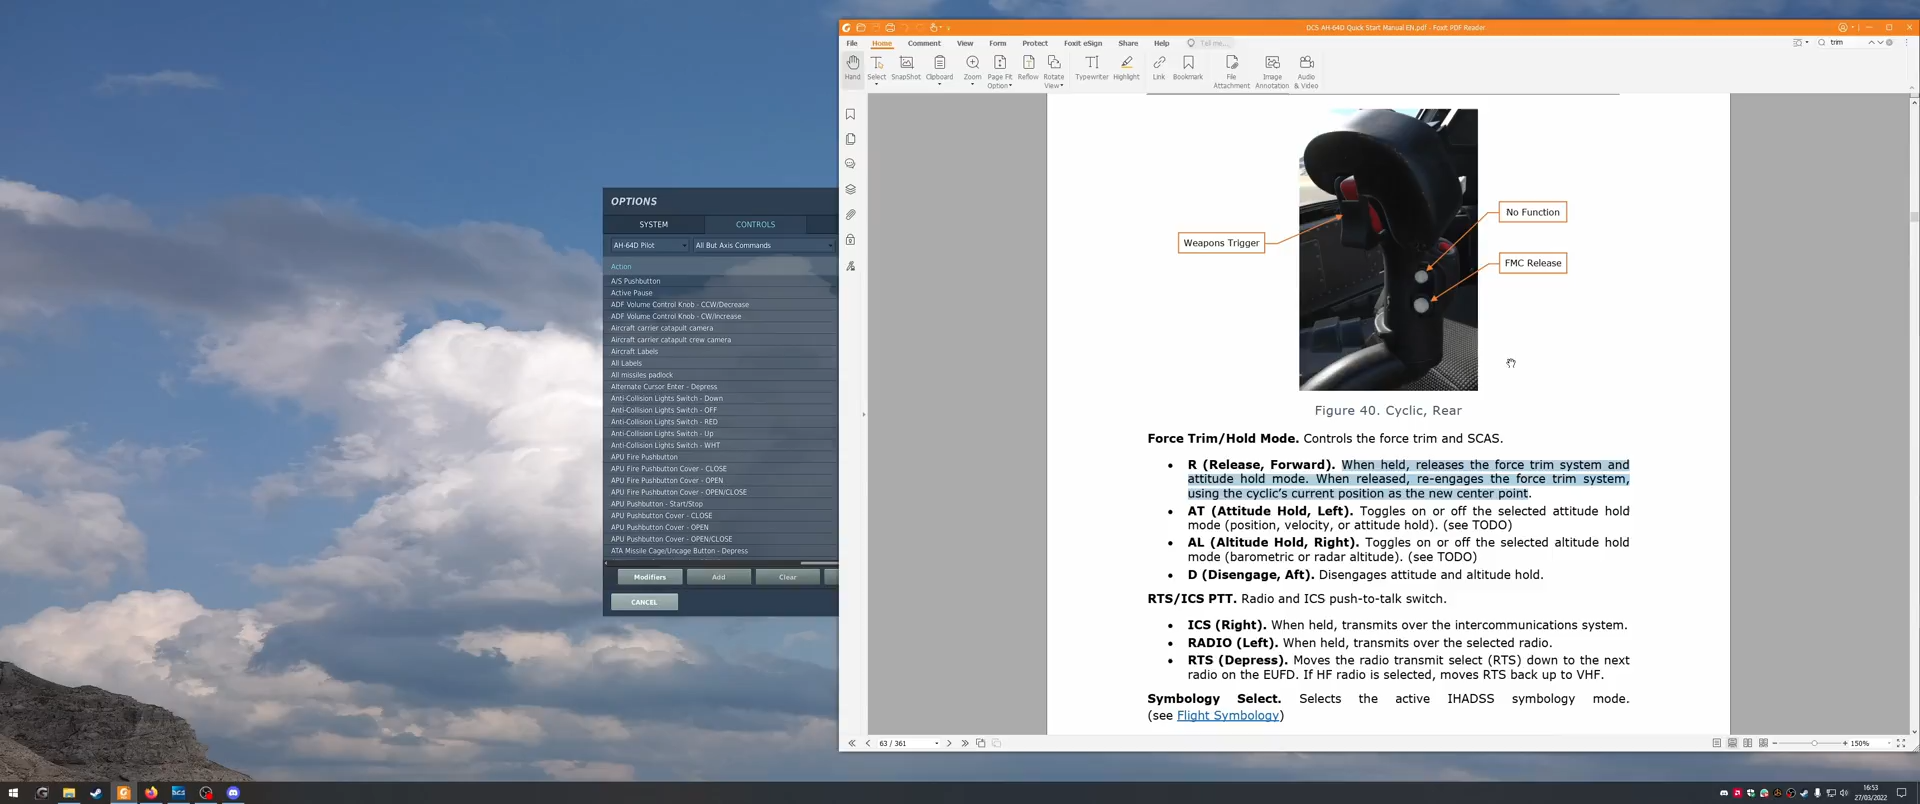 DCS AH-64D Quick Start Manual EN.pdf - Foxit PDF Reader
File Home Comment View Form Protect Foxit eSign Share Help Tell me... trim
Hand Select SnapShot Clipboard Zoom Page Fit Option Reflow Rotate View Typewriter Highlight Link Bookmark File Attachment Image Annotation Audio & Video
OPTIONS
SYSTEM CONTROLS
AH-64D Pilot All But Axis Commands
Action
A/S Pushbutton
Active Pause
ADF Volume Control Knob - CCW/Decrease
ADF Volume Control Knob - CW/Increase
Aircraft carrier catapult camera
Aircraft carrier catapult crew camera
Aircraft Labels
All Labels
All missiles padlock
Alternate Cursor Enter - Depress
Anti-Collision Lights Switch - Down
Anti-Collision Lights Switch - OFF
Anti-Collision Lights Switch - RED
Anti-Collision Lights Switch - Up
Anti-Collision Lights Switch - WHT
APU Fire Pushbutton
APU Fire Pushbutton Cover - CLOSE
APU Fire Pushbutton Cover - OPEN
APU Fire Pushbutton Cover - OPEN/CLOSE
APU Pushbutton - Start/Stop
APU Pushbutton Cover - CLOSE
APU Pushbutton Cover - OPEN
APU Pushbutton Cover - OPEN/CLOSE
ATA Missile Cage/Uncage Button - Depress
Modifiers Add Clear
CANCEL
No Function
Weapons Trigger
FMC Release
Figure 40. Cyclic, Rear
Force Trim/Hold Mode. Controls the force trim and SCAS.
• R (Release, Forward). When held, releases the force trim system and
attitude hold mode. When released, re-engages the force trim system,
using the cyclic's current position as the new center point.
• AT (Attitude Hold, Left). Toggles on or off the selected attitude hold
mode (position, velocity, or attitude hold). (see TODO)
• AL (Altitude Hold, Right). Toggles on or off the selected altitude hold
mode (barometric or radar altitude). (see TODO)
• D (Disengage, Aft). Disengages attitude and altitude hold.
RTS/ICS PTT. Radio and ICS push-to-talk switch.
• ICS (Right). When held, transmits over the intercommunications system.
• RADIO (Left). When held, transmits over the selected radio.
• RTS (Depress). Moves the radio transmit select (RTS) down to the next
radio on the EUFD. If HF radio is selected, moves RTS back up to VHF.
Symbology Select. Selects the active IHADSS symbology mode.
(see Flight Symbology)
63 / 361 150%
16:53
27/03/2022